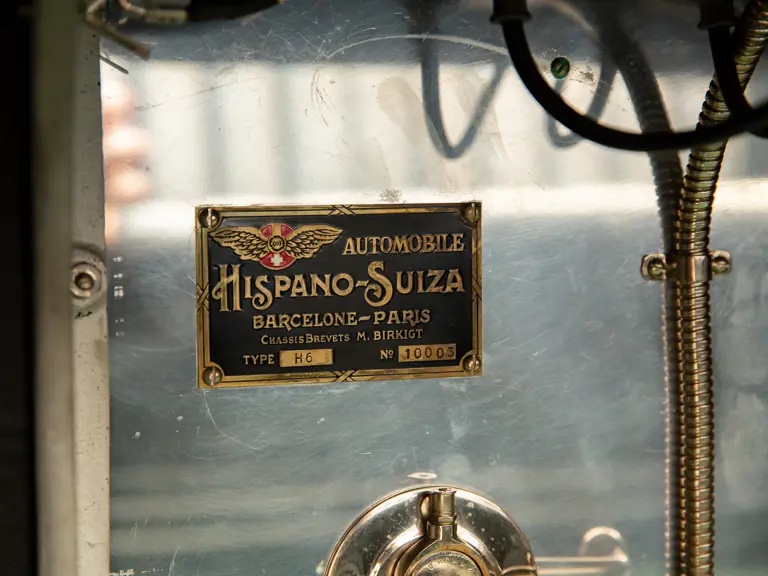 AUTOMOBILE
HISPANO-SUIZA
BARCELONE-PARIS
CHASSIS BREVETS M. BIRKIGT
TYPE H6 Nº 10003